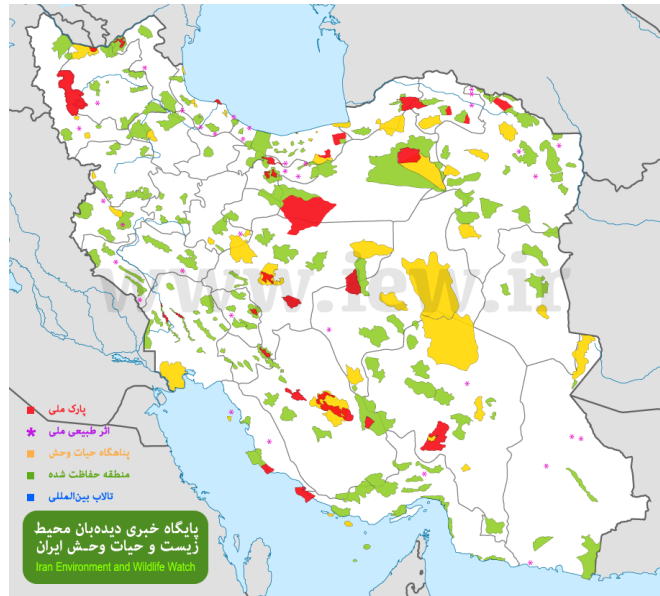 www.iew.ir
پارک ملی
اثر طبیعی ملی
پناهگاه حیات وحش
منطقه حفاظت شده
تالاب بین‌المللی
پایگاه خبری دیده‌بان محیط
زیست و حیات وحـش ایران
Iran Environment and Wildlife Watch